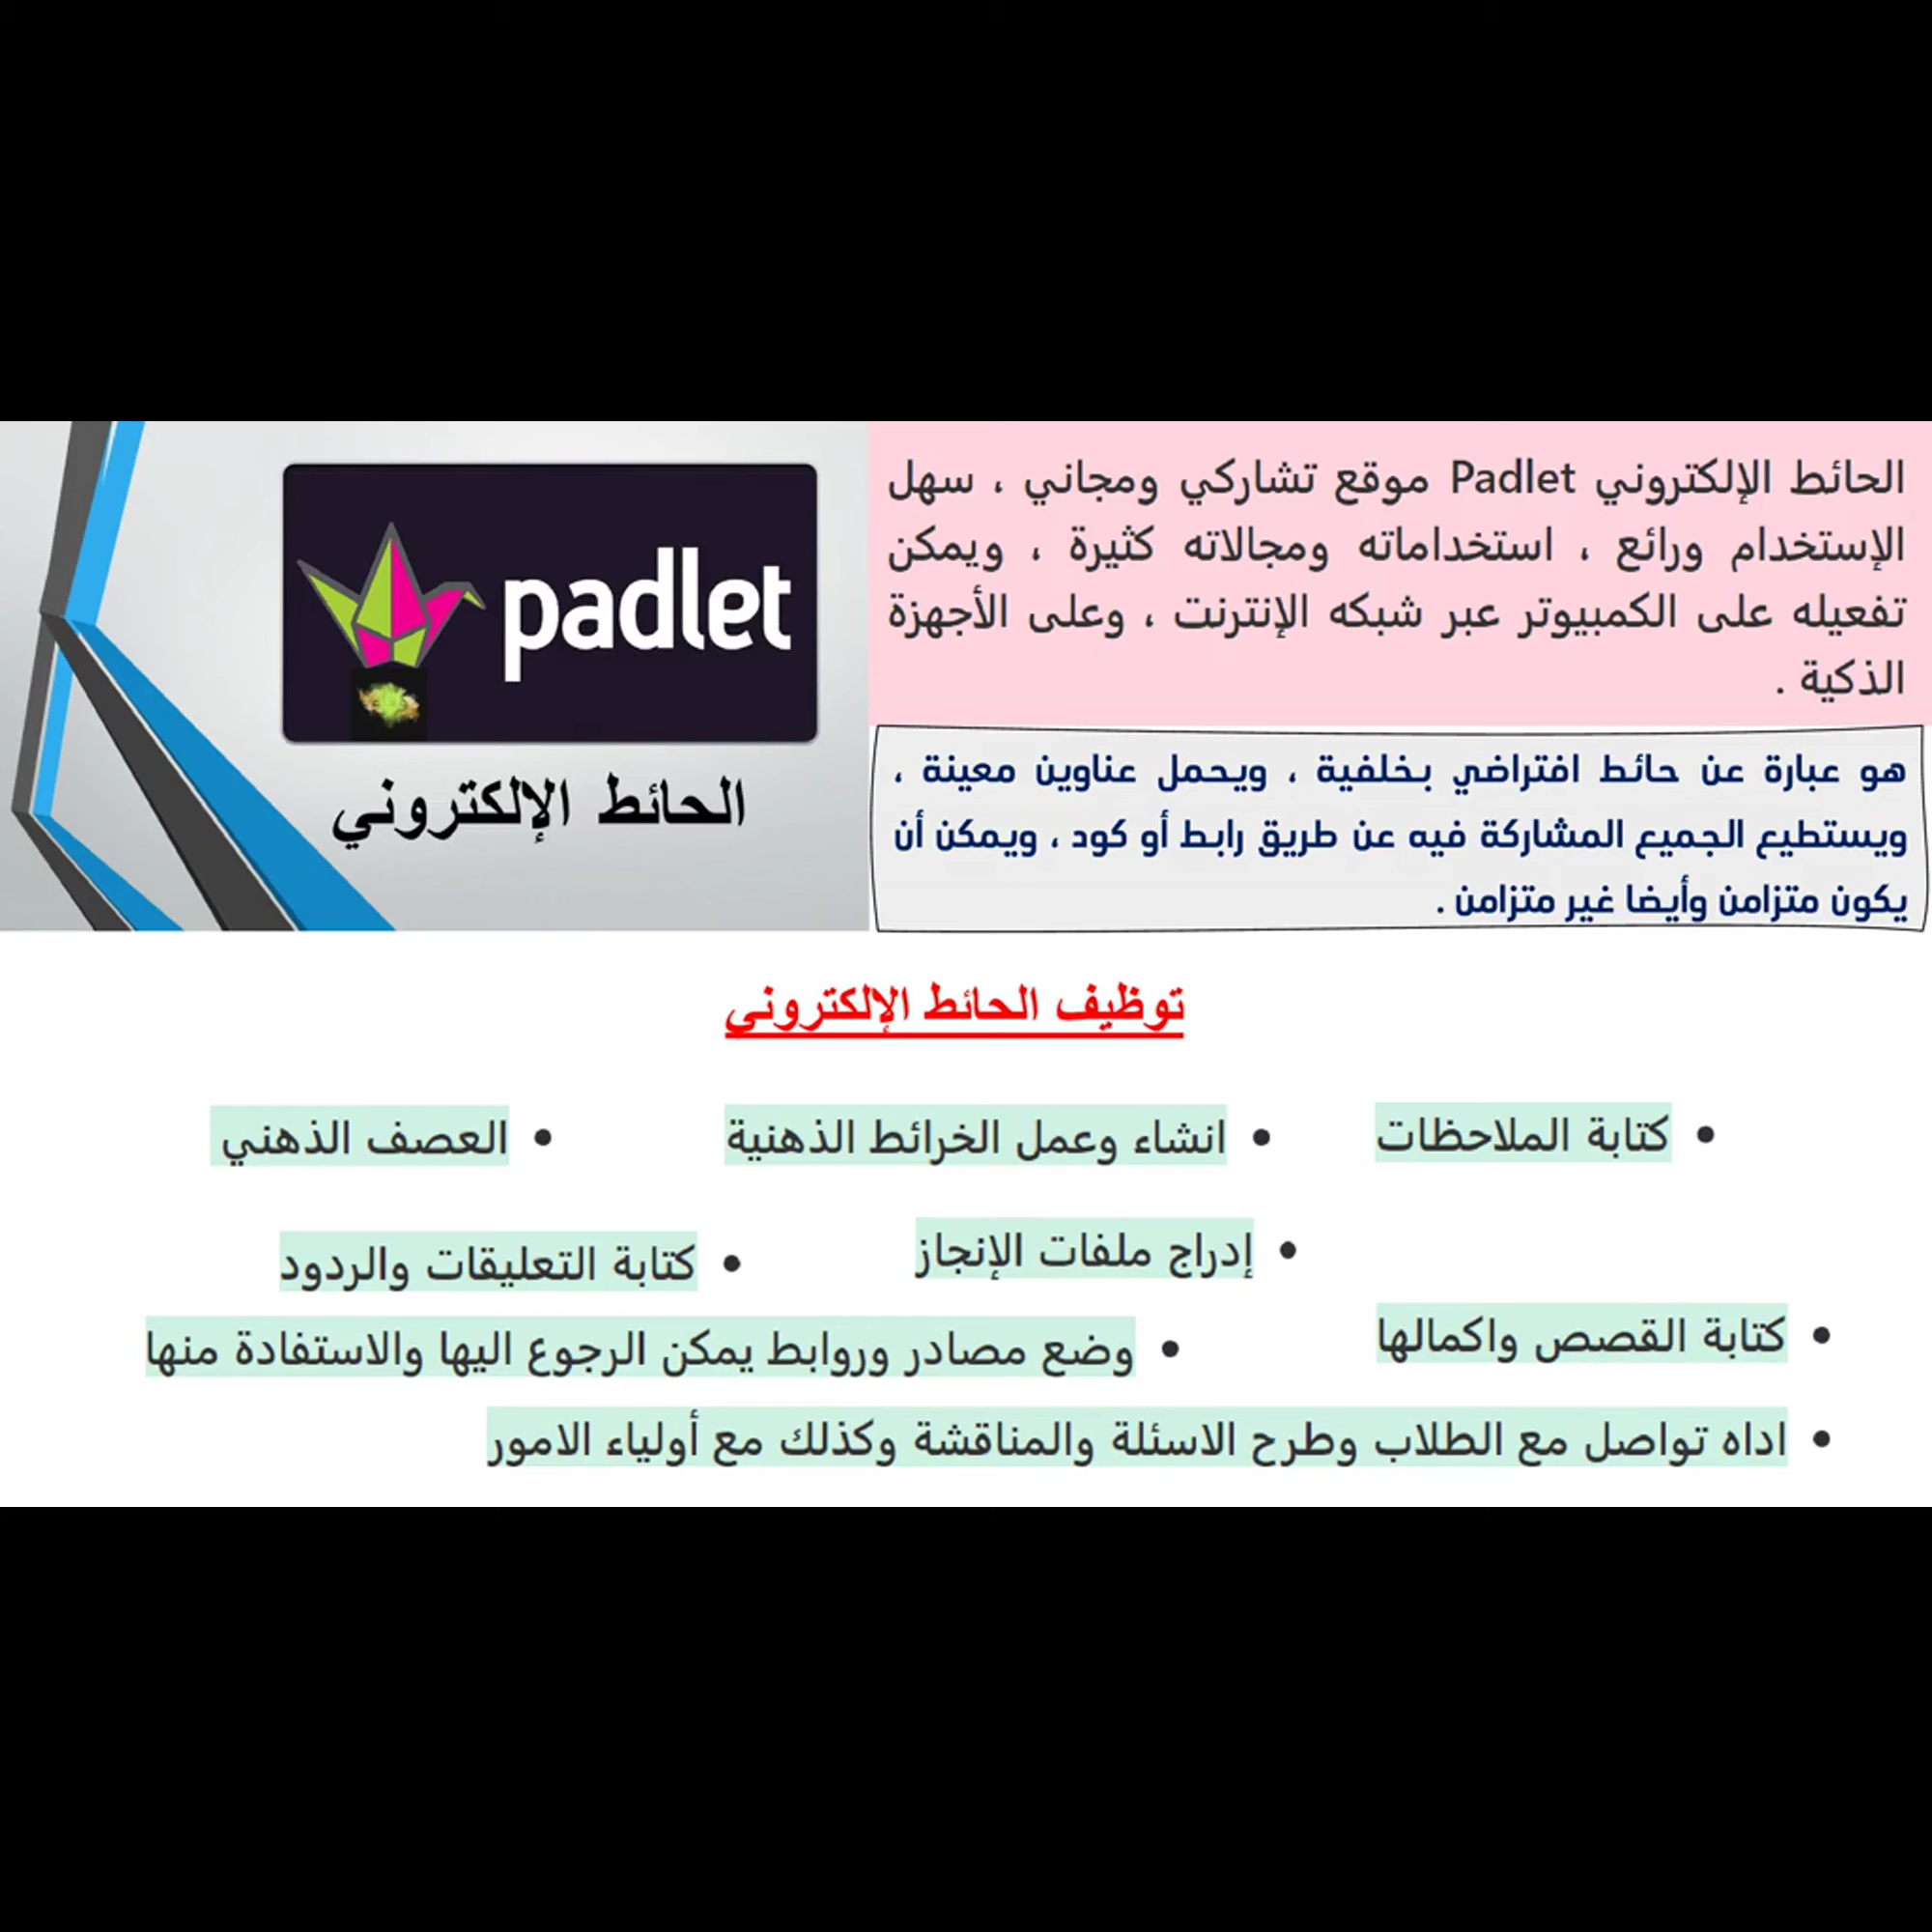 الحائط الإلكتروني Padlet موقع تشاركي ومجاني ، سهل
الإستخدام ورائع ، استخداماته ومجالاته كثيرة ، ويمكن
تفعيله على الكمبيوتر عبر شبكه الإنترنت ، وعلى الأجهزة
الذكية .
padlet
الحائط الإلكتروني
هو عبارة عن حائط افتراضي بخلفية ، ويحمل عناوين معينة ،
ويستطيع الجميع المشاركة فيه عن طريق رابط أو كود ، ويمكن أن
يكون متزامن وأيضا غير متزامن .
توظيف الحائط الإلكتروني
• كتابة الملاحظات
• انشاء وعمل الخرائط الذهنية
• العصف الذهني
• إدراج ملفات الإنجاز
• كتابة التعليقات والردود
• كتابة القصص واكمالها
• وضع مصادر وروابط يمكن الرجوع اليها والاستفادة منها
• اداه تواصل مع الطلاب وطرح الاسئلة والمناقشة وكذلك مع أولياء الامور